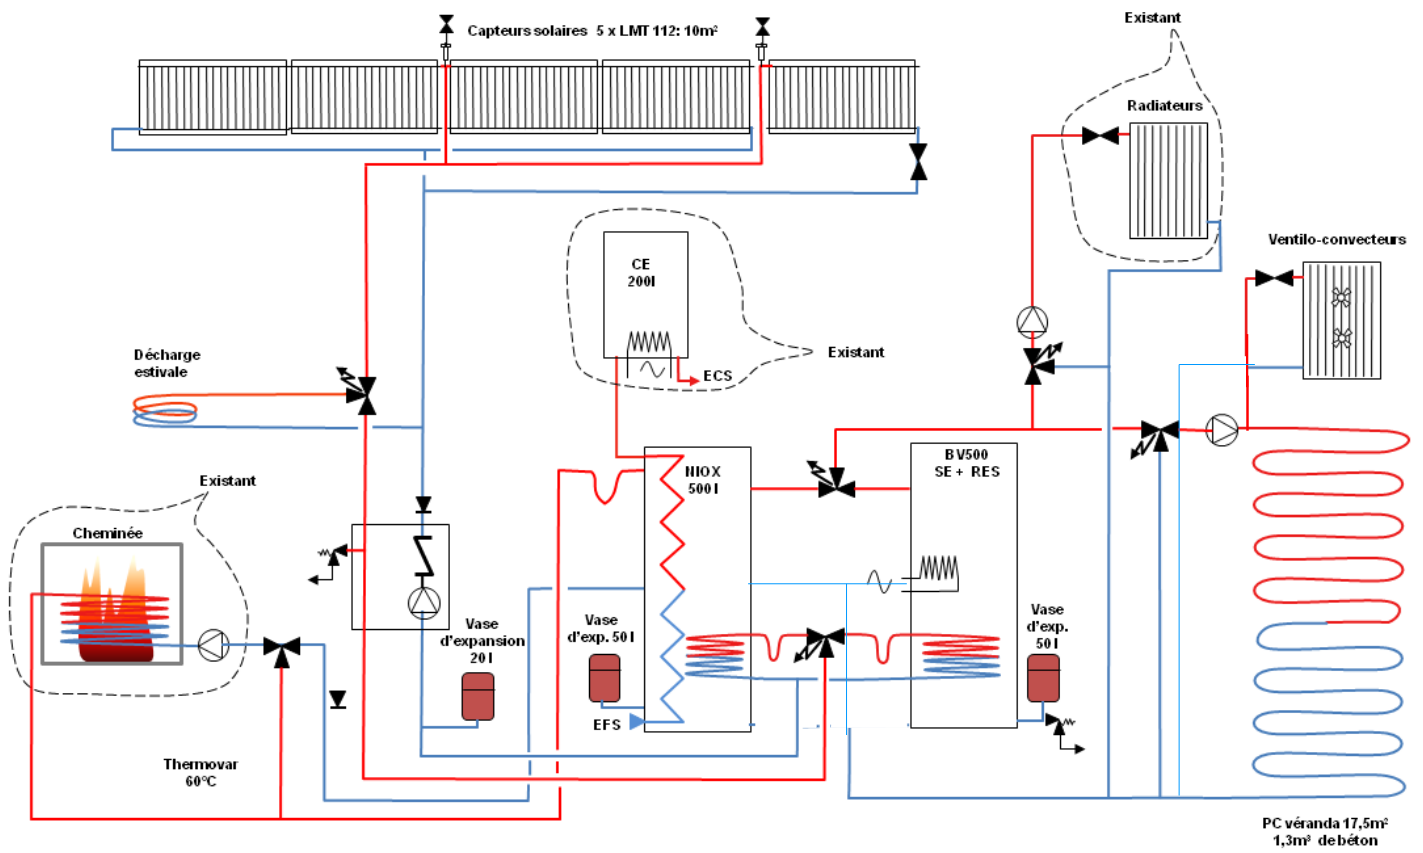 Existant
Capteurs solaires 5 x LMT 112: 10m²
Radiateurs
Ventilo-convecteurs
CE
200l
Existant
ECS
Décharge
estivale
Existant
Cheminée
NIOX
500 l
BV500
SE + RES
Vase
d'expansion
20 l
Vase
d'exp. 50 l
Vase
d'exp.
50 l
EFS
Thermovar
60°C
PC véranda 17,5m²
1,3m³ de béton